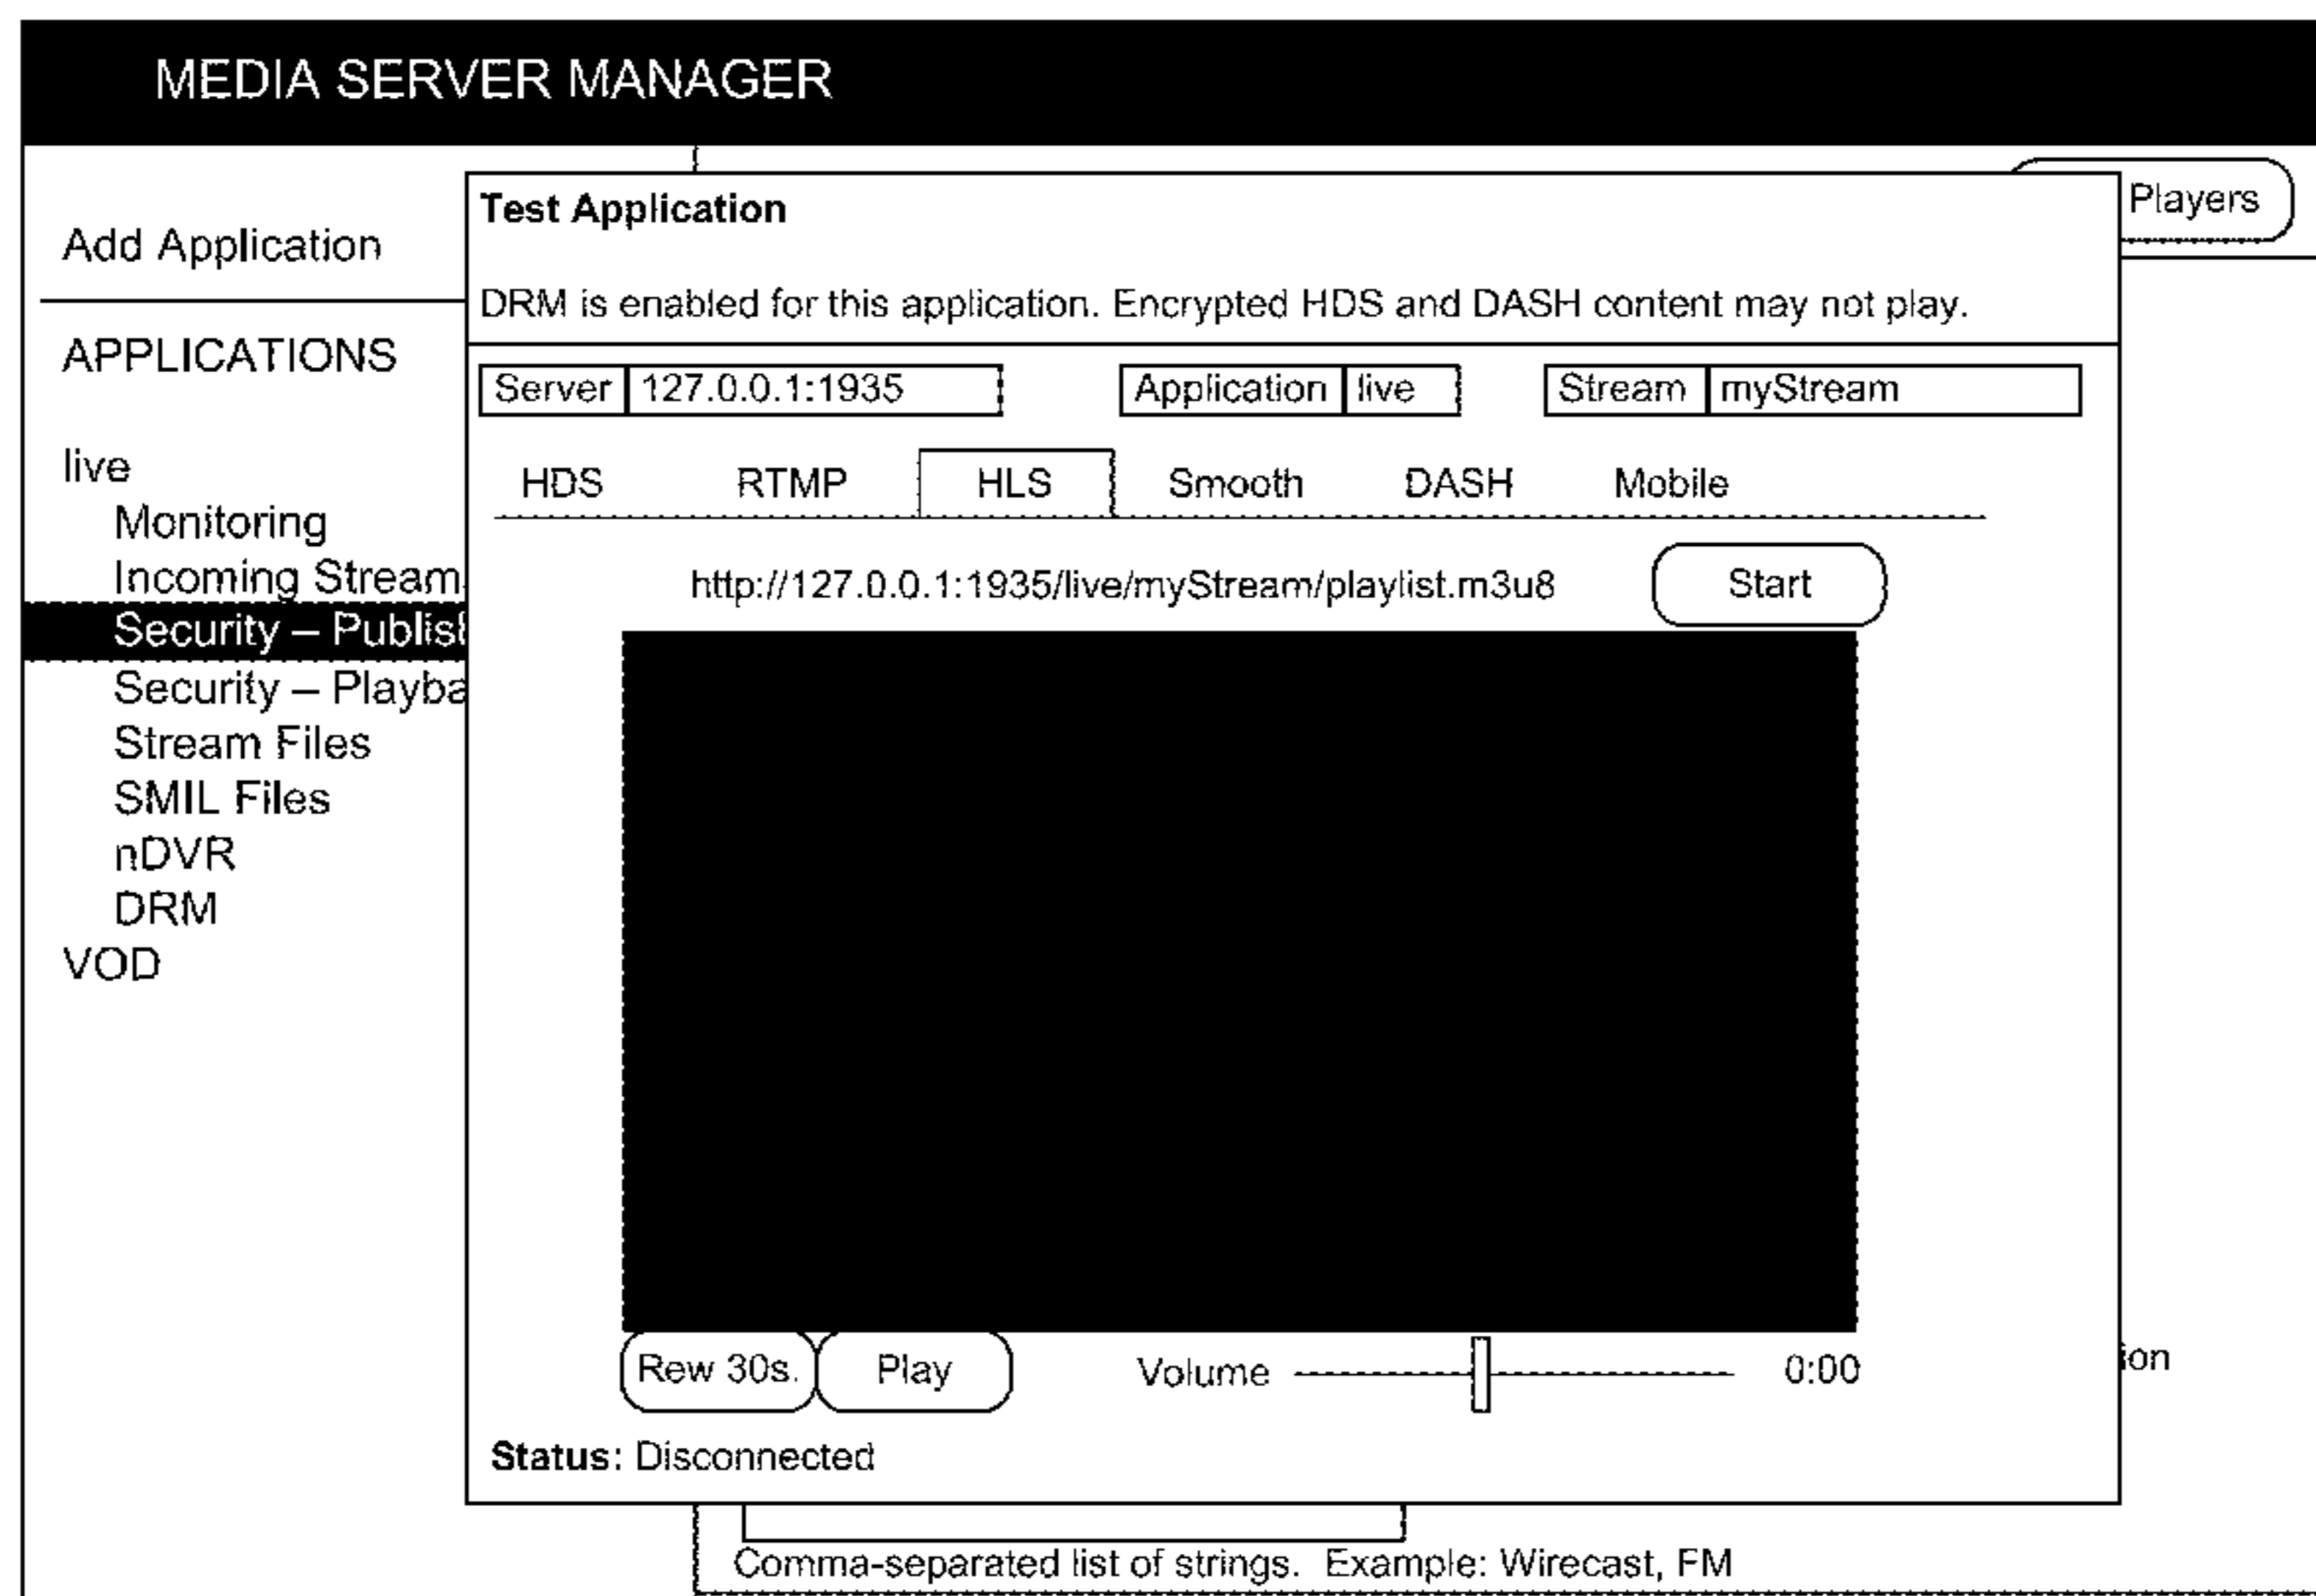 MEDIA SERVER MANAGER
Players
Add Application
APPLICATIONS
live
Monitoring
Incoming Stream
Security – Publis
Security – Playba
Stream Files
SMIL Files
nDVR
DRM
VOD
Test Application
DRM is enabled for this application. Encrypted HDS and DASH content may not play.
Server 127.0.0.1:1935 Application live Stream myStream
HDS RTMP HLS Smooth DASH Mobile
http://127.0.0.1:1935/live/myStream/playlist.m3u8 Start
Rew 30s. Play Volume 0:00
ion
Status: Disconnected
Comma-separated list of strings. Example: Wirecast, FM